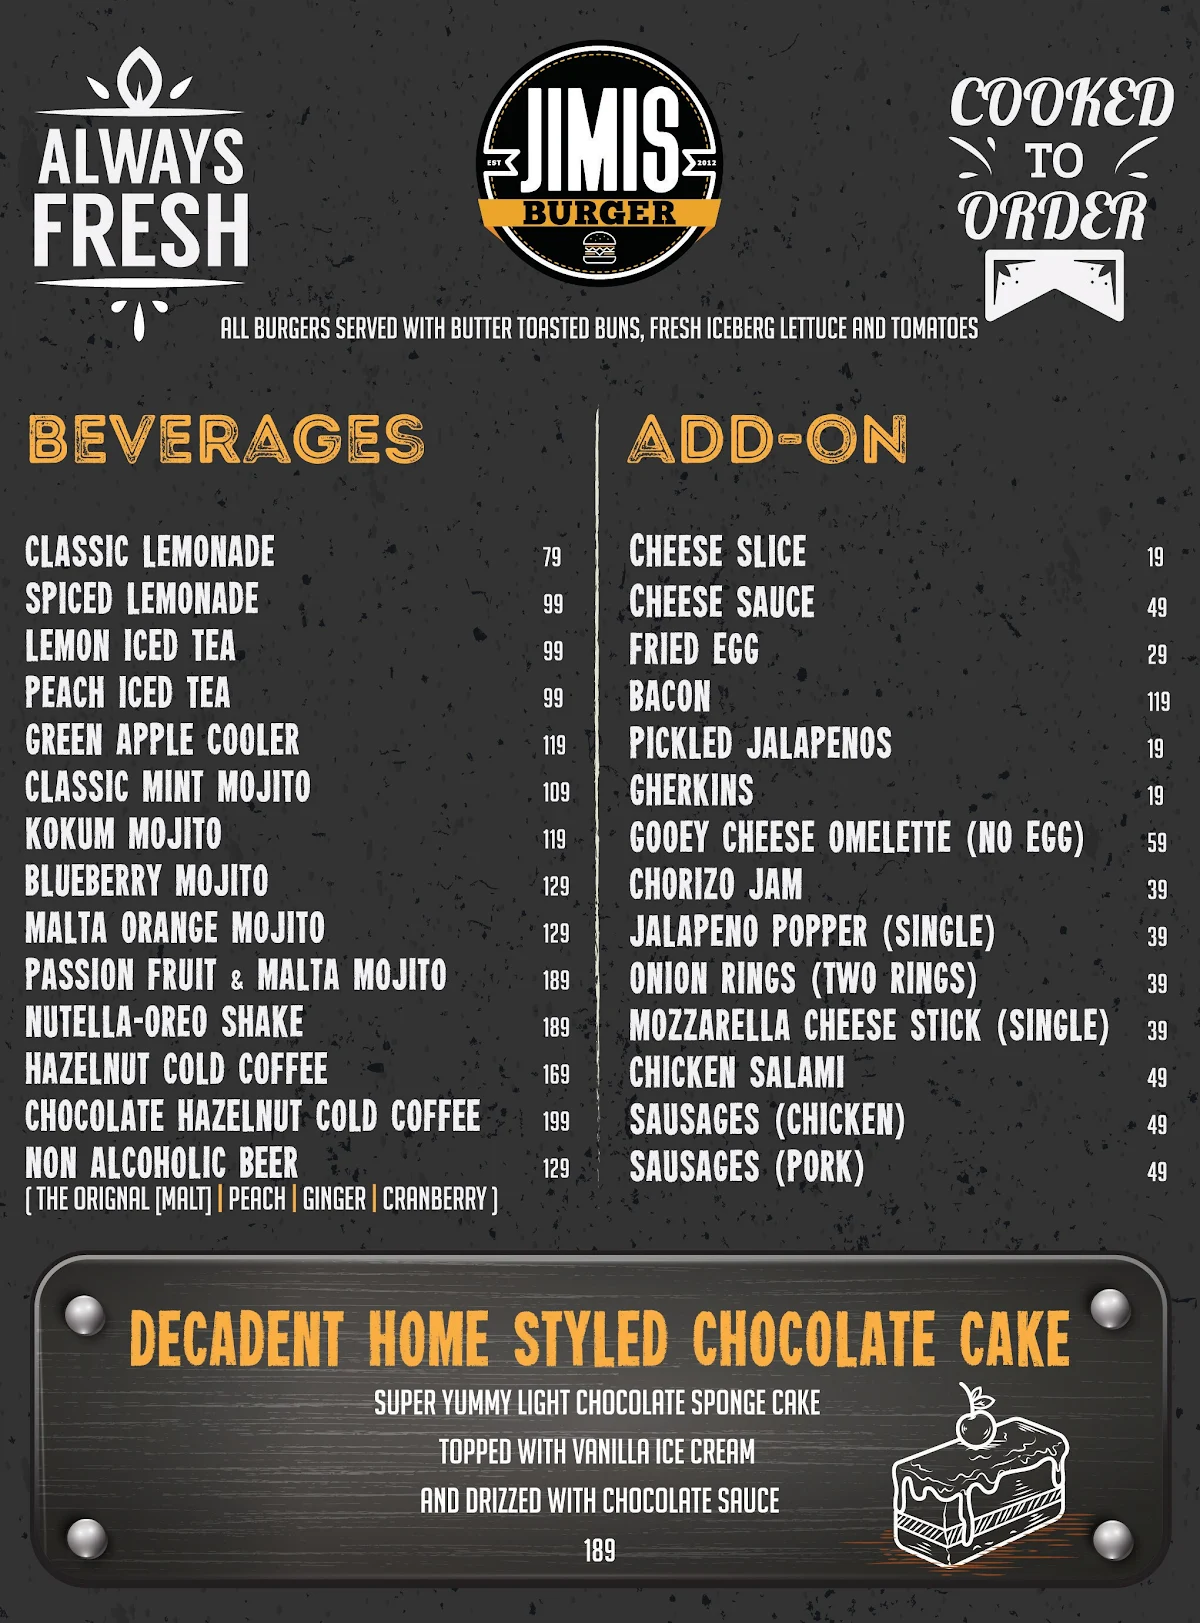 ALWAYS
FRESH
JIMIS
EST
2012
BURGER
COOKED
TO
ORDER
ALL BURGERS SERVED WITH BUTTER TOASTED BUNS, FRESH ICEBERG LETTUCE AND TOMATOES
BEVERAGES
CLASSIC LEMONADE 79
SPICED LEMONADE 99
LEMON ICED TEA 99
PEACH ICED TEA 99
GREEN APPLE COOLER 119
CLASSIC MINT MOJITO 109
KOKUM MOJITO 119
BLUEBERRY MOJITO 129
MALTA ORANGE MOJITO 129
PASSION FRUIT & MALTA MOJITO 189
NUTELLA-OREO SHAKE 189
HAZELNUT COLD COFFEE 169
CHOCOLATE HAZELNUT COLD COFFEE 199
NON ALCOHOLIC BEER 129
( THE ORIGNAL [MALT] | PEACH | GINGER | CRANBERRY )
ADD-ON
CHEESE SLICE 19
CHEESE SAUCE 49
FRIED EGG 29
BACON 119
PICKLED JALAPENOS 19
GHERKINS 19
GOOEY CHEESE OMELETTE (NO EGG) 59
CHORIZO JAM 39
JALAPENO POPPER (SINGLE) 39
ONION RINGS (TWO RINGS) 39
MOZZARELLA CHEESE STICK (SINGLE) 39
CHICKEN SALAMI 49
SAUSAGES (CHICKEN) 49
SAUSAGES (PORK) 49
DECADENT HOME STYLED CHOCOLATE CAKE
SUPER YUMMY LIGHT CHOCOLATE SPONGE CAKE
TOPPED WITH VANILLA ICE CREAM
AND DRIZZED WITH CHOCOLATE SAUCE
189